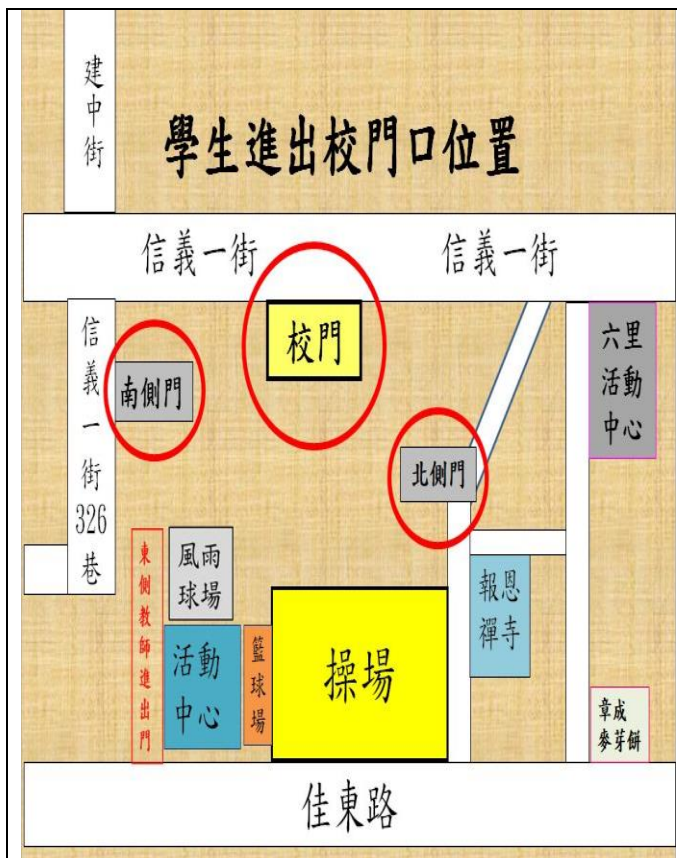 建中街
學生進出校門口位置
信義一街
信義一街
信義一街326巷
南側門
校門
六里
活動
中心
北側門
東側教師進出門
風雨
球場
報恩
禪寺
活動
中心
籃球場
操場
章成
麥芽餅
佳東路